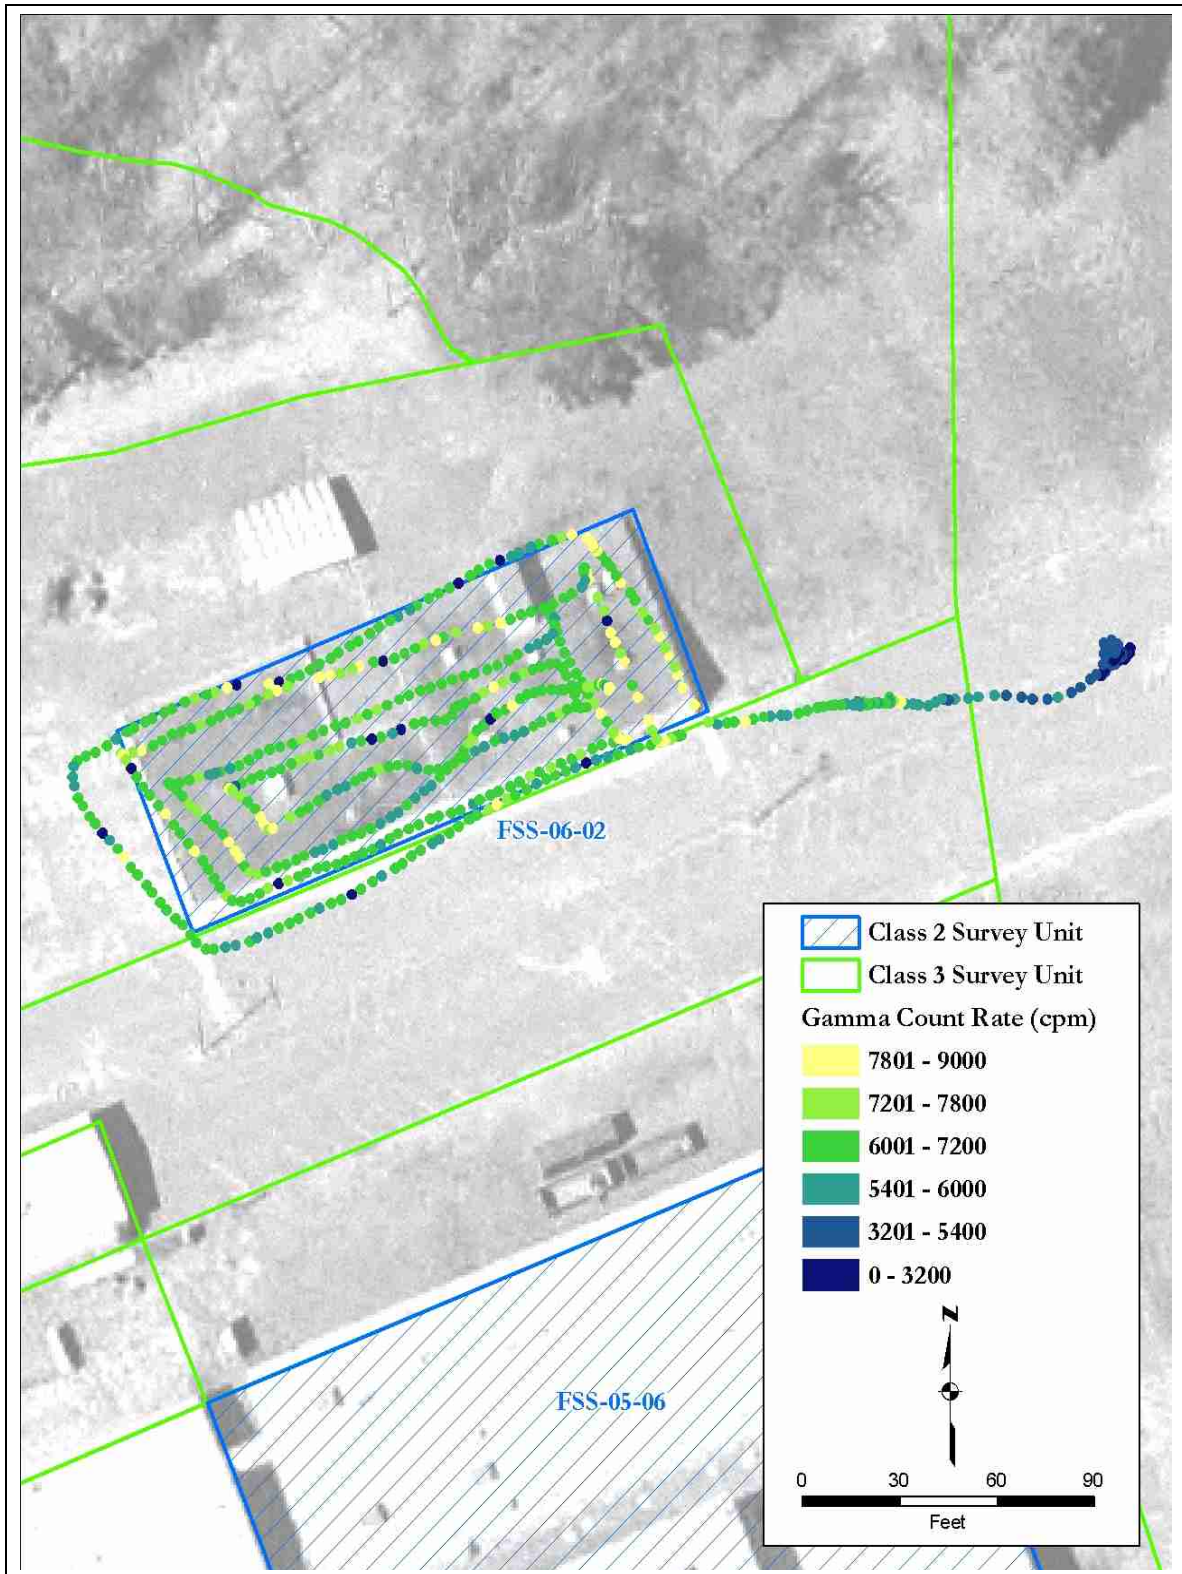 FSS-06-02
Class 2 Survey Unit
Class 3 Survey Unit
Gamma Count Rate (cpm)
7801 - 9000
7201 - 7800
6001 - 7200
5401 - 6000
3201 - 5400
0 - 3200
N
FSS-05-06
0 30 60 90
Feet